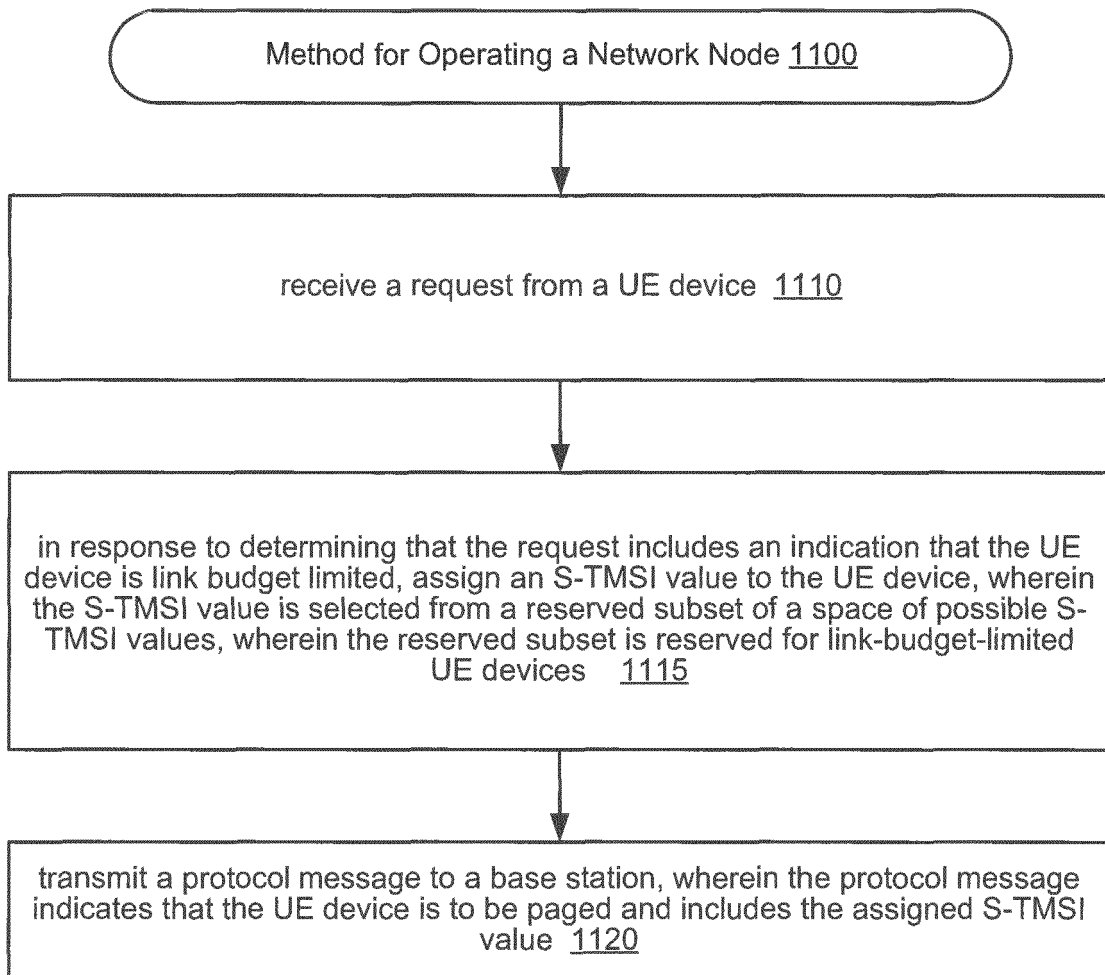 Method for Operating a Network Node 1100
receive a request from a UE device 1110
in response to determining that the request includes an indication that the UE
device is link budget limited, assign an S-TMSI value to the UE device, wherein
the S-TMSI value is selected from a reserved subset of a space of possible S-
TMSI values, wherein the reserved subset is reserved for link-budget-limited
UE devices 1115
transmit a protocol message to a base station, wherein the protocol message
indicates that the UE device is to be paged and includes the assigned S-TMSI
value 1120